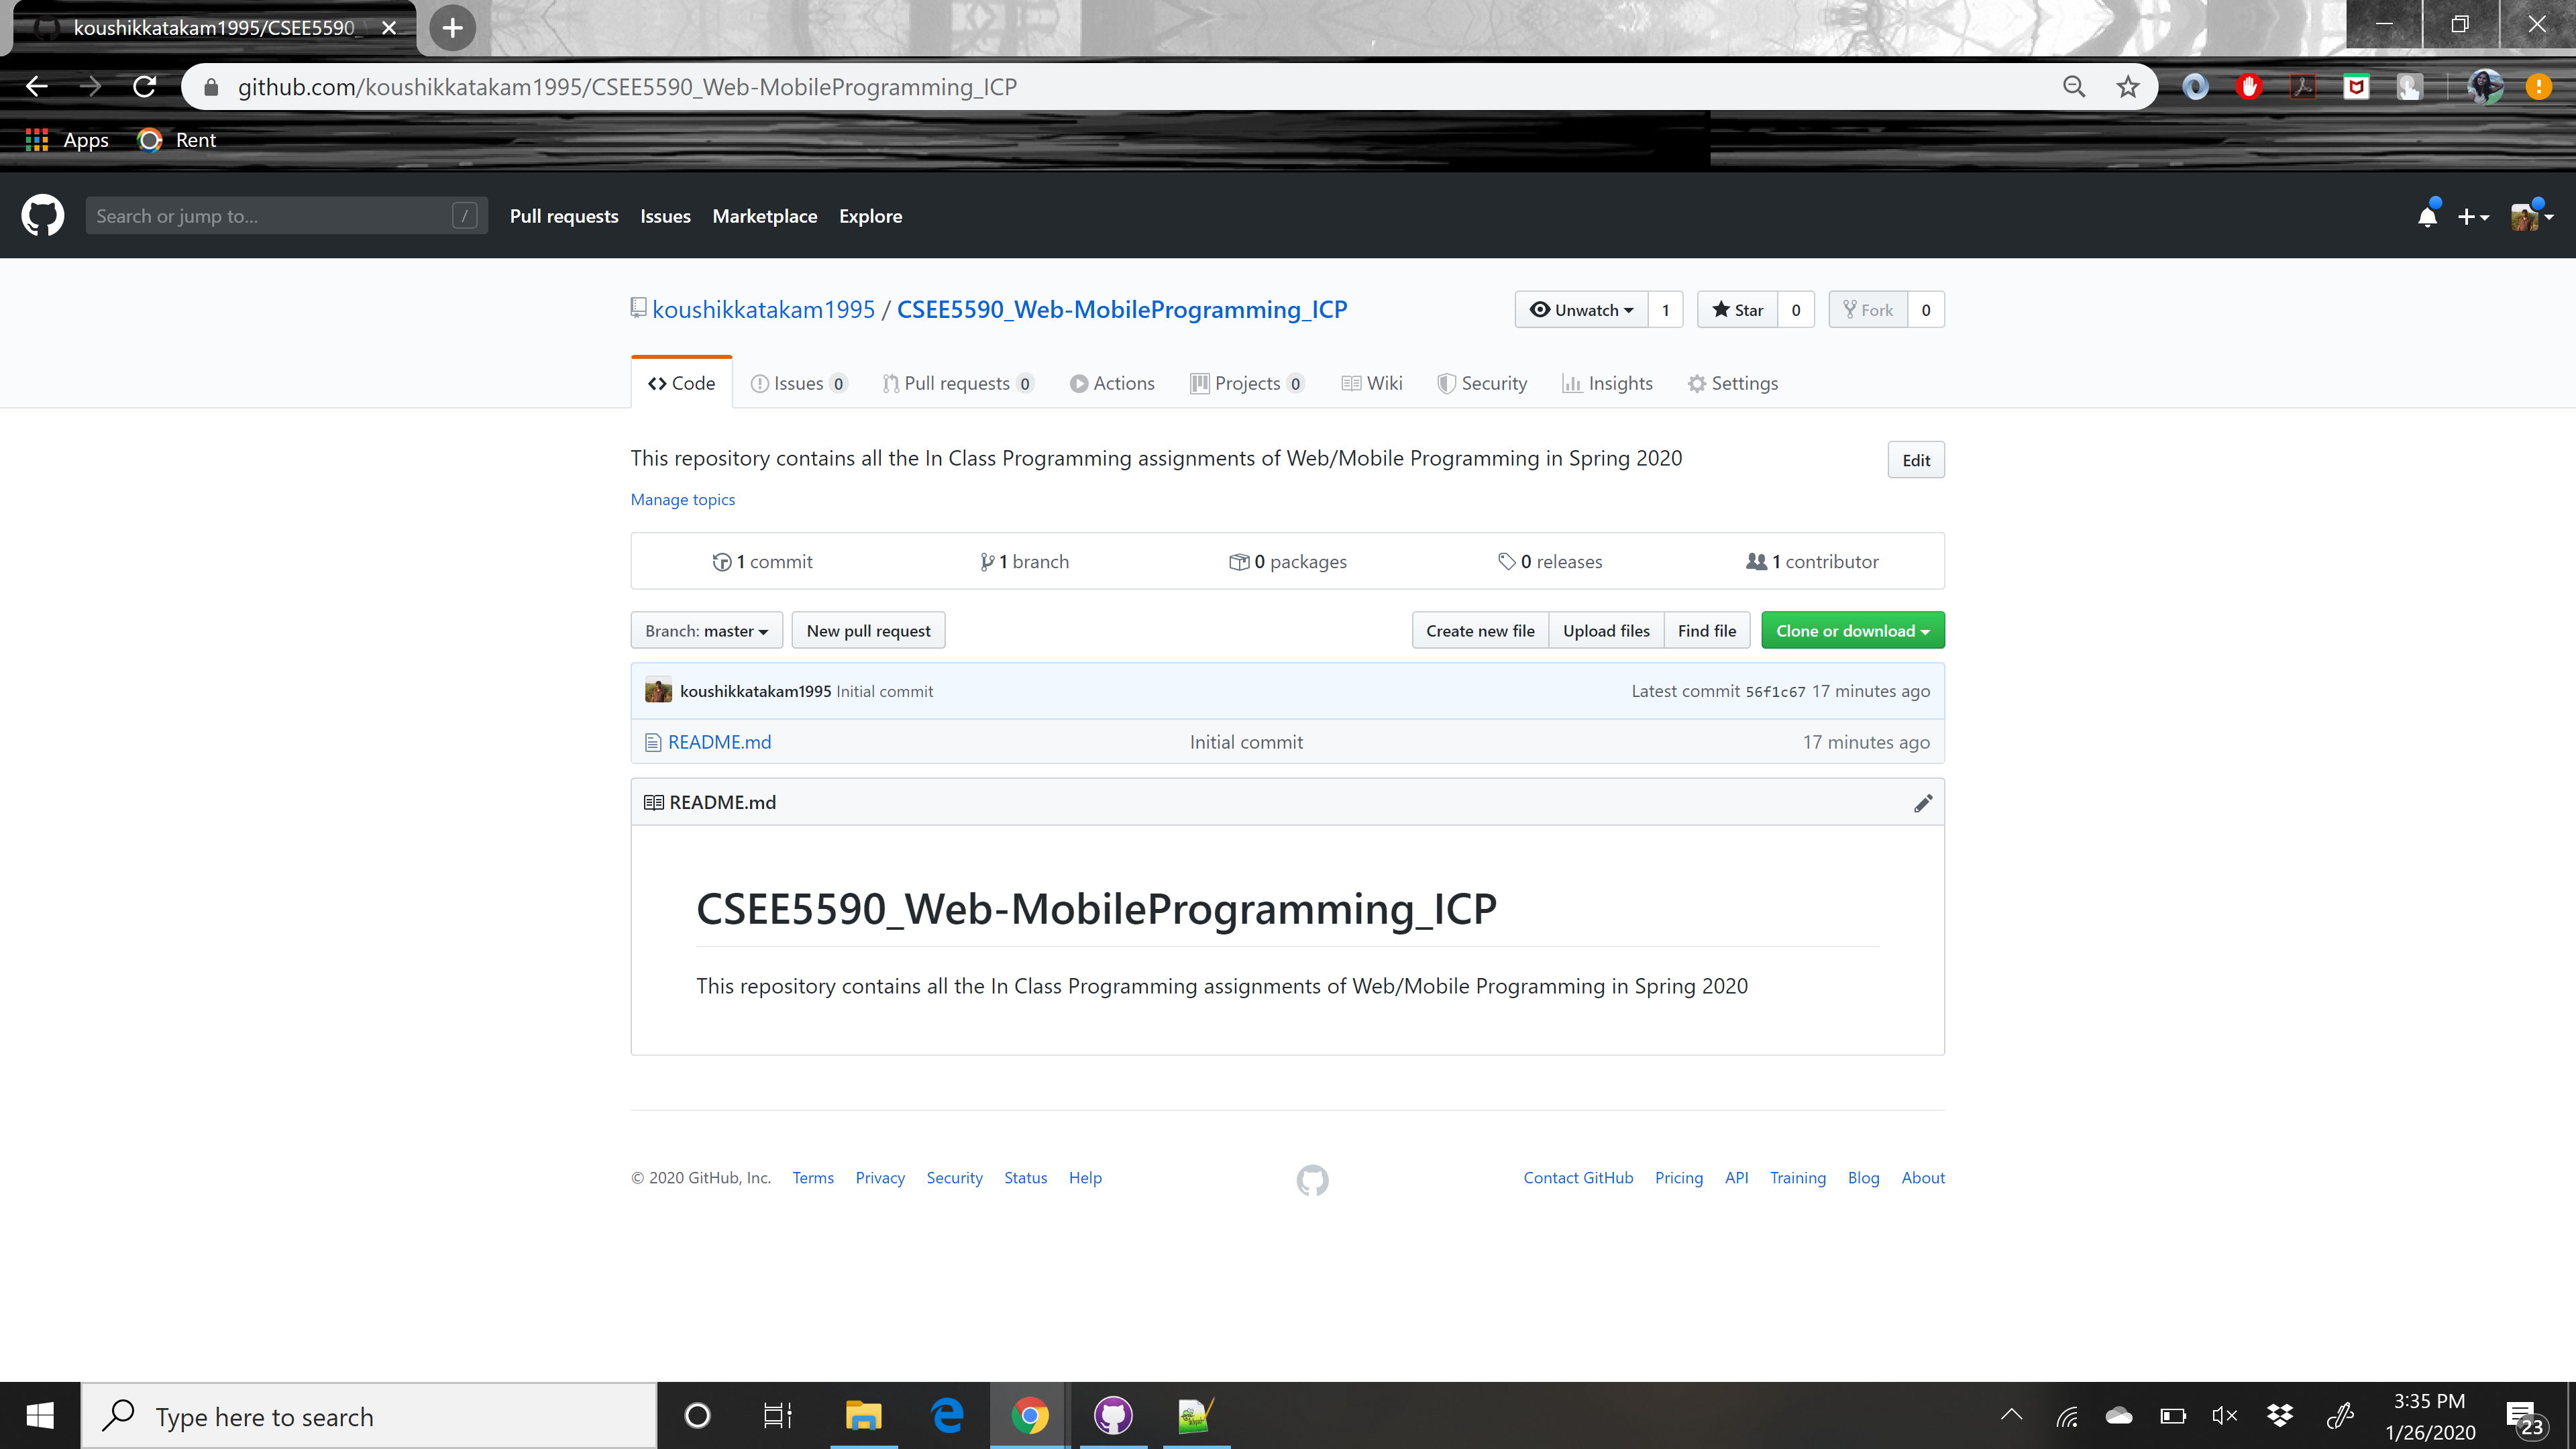 koushikkatakam1995/CSEE5590_
github.com/koushikkatakam1995/CSEE5590_Web-MobileProgramming_ICP
Apps Rent
Search or jump to... / Pull requests Issues Marketplace Explore
koushikkatakam1995 / CSEE5590_Web-MobileProgramming_ICP Unwatch 1 Star 0 Fork 0
Code Issues 0 Pull requests 0 Actions Projects 0 Wiki Security Insights Settings
This repository contains all the In Class Programming assignments of Web/Mobile Programming in Spring 2020 Edit
Manage topics
1 commit 1 branch 0 packages 0 releases 1 contributor
Branch: master New pull request Create new file Upload files Find file Clone or download
koushikkatakam1995 Initial commit Latest commit 56f1c67 17 minutes ago
README.md Initial commit 17 minutes ago
README.md
CSEE5590_Web-MobileProgramming_ICP
This repository contains all the In Class Programming assignments of Web/Mobile Programming in Spring 2020
© 2020 GitHub, Inc. Terms Privacy Security Status Help Contact GitHub Pricing API Training Blog About
Type here to search
3:35 PM
1/26/2020
23